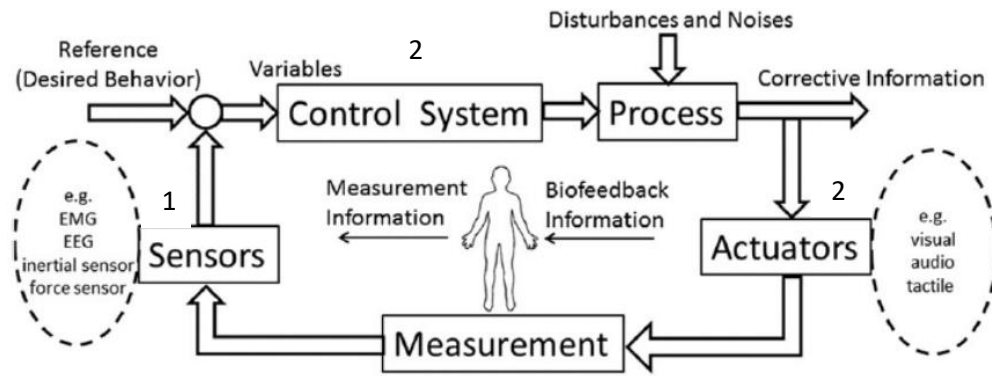 Disturbances and Noises
2
Reference
(Desired Behavior)
Variables
Corrective Information
Control System
Process
e.g.
EMG
EEG
inertial sensor
force sensor
1
Sensors
Measurement
Information
Biofeedback
Information
2
Actuators
e.g.
visual
audio
tactile
Measurement